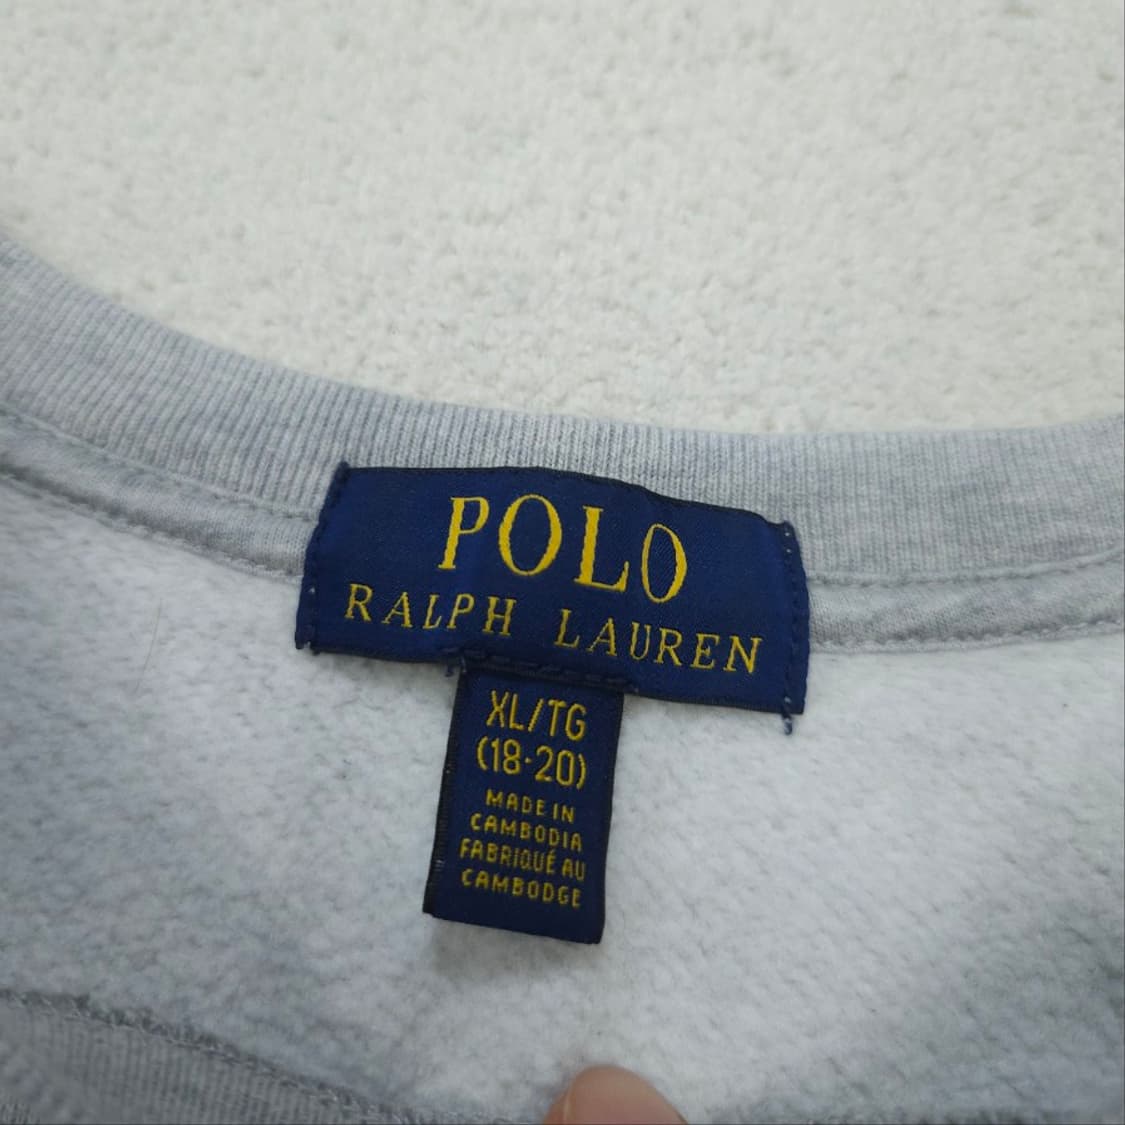 POLO
RALPH LAUREN
XL/TG
(18-20)
MADE IN
CAMBODIA
FABRIQUÉ AU
CAMBODGE